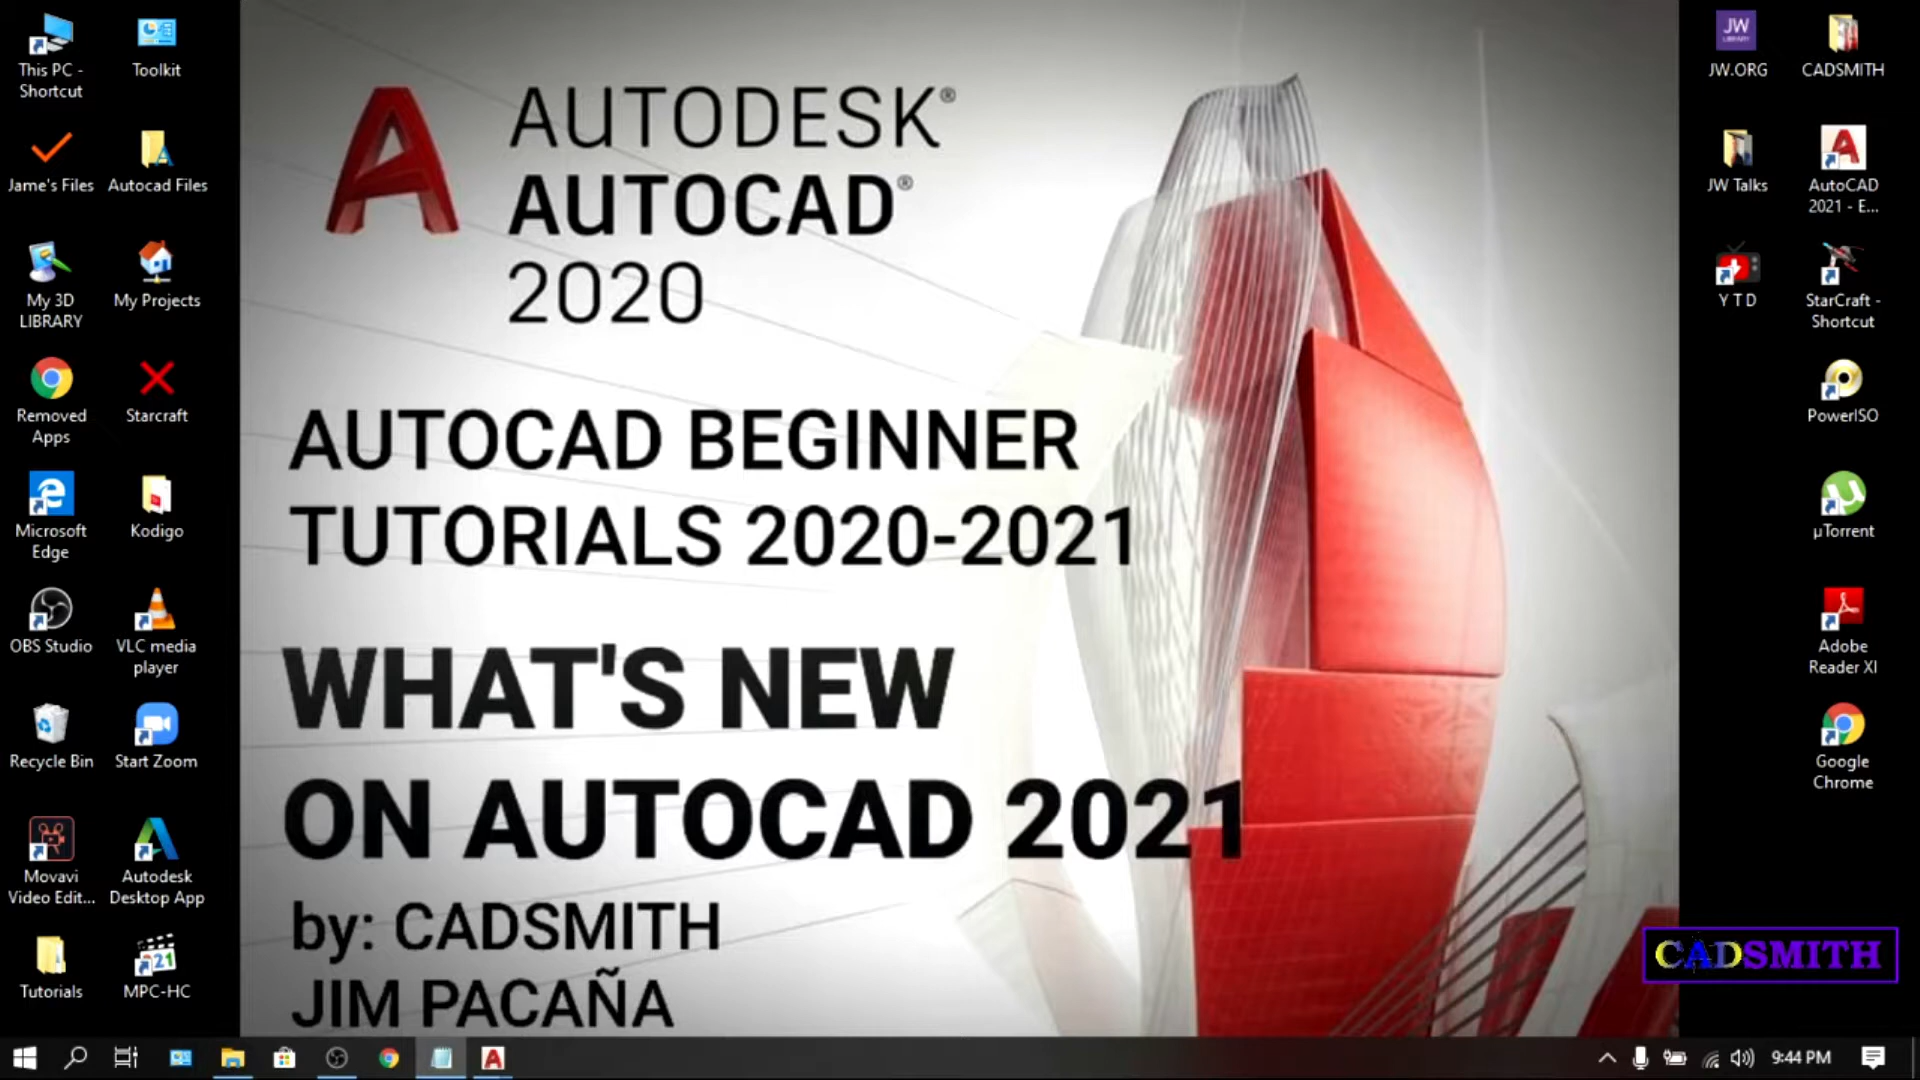 This PC -
Shortcut
Toolkit
Jame's Files
Autocad Files
My 3D
LIBRARY
My Projects
Removed
Apps
Starcraft
Microsoft
Edge
Kodigo
OBS Studio
VLC media
player
Recycle Bin
Start Zoom
Movavi
Video Edit...
Autodesk
Desktop App
Tutorials
21
MPC-HC
AUTODESK®
AUTOCAD®
2020
AUTOCAD BEGINNER
TUTORIALS 2020-2021
WHAT'S NEW
ON AUTOCAD 2021
by: CADSMITH
JIM PACAÑA
JW
LIBRARY
JW.ORG
CADSMITH
JW Talks
AutoCAD
2021 - E...
Y T D
StarCraft -
Shortcut
PowerISO
µTorrent
Adobe
Reader XI
Google
Chrome
CADSMITH
9:44 PM